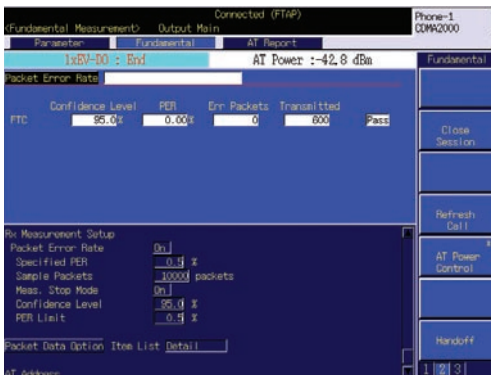 Connected (FTAP)
<Fundamental Measurement> Output Main
Phone-1
CDMA2000
Parameter Fundamental AT Report
1xEV-DO : End AT Power :-42.8 dBm
Fundamental
Packet Error Rate
Confidence Level PER Err Packets Transmitted
FTC 95.0% 0.00% 0 600 Pass
Close
Session
Refresh
Call
Rx Measurement Setup
Packet Error Rate On
Specified PER 0.5 %
Sample Packets 10000 packets
Meas. Stop Mode On
Confidence Level 95.0 %
PER Limit 0.5 %
AT Power
Control
Packet Data Option Item List Detail
Handoff
AT Address
1 2 3